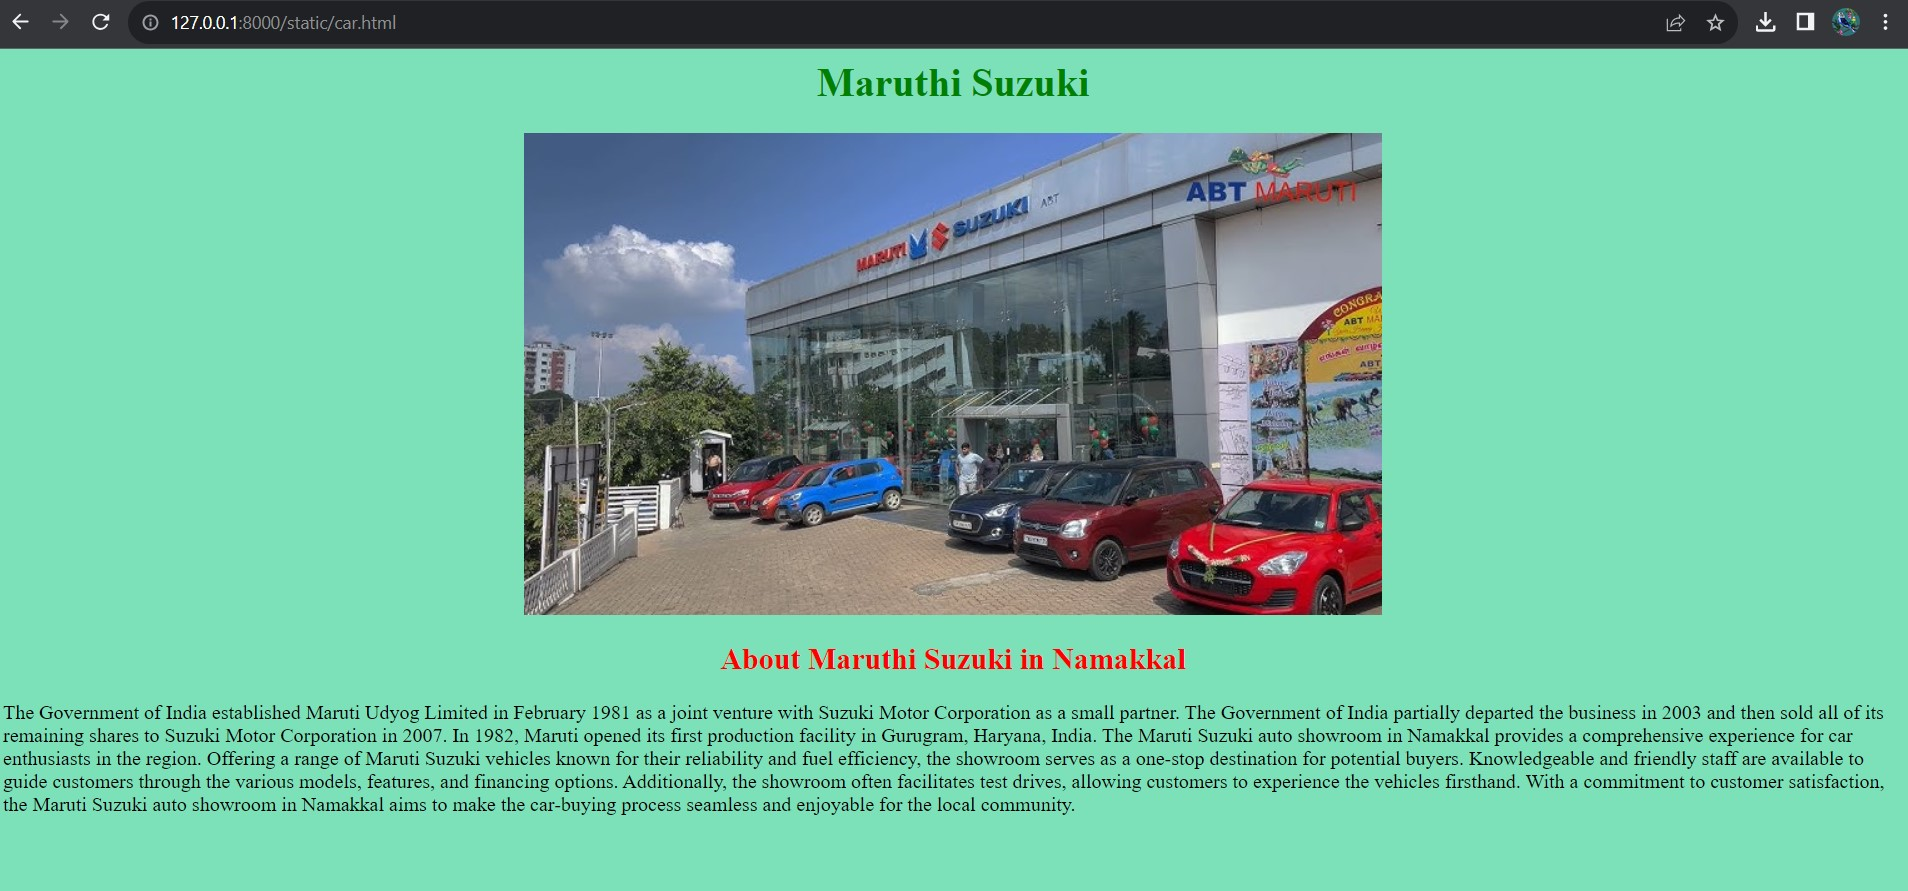 127.0.0.1:8000/static/car.html
Maruthi Suzuki
ABT MARUTI
MARUTI SUZUKI ABT
CONGRA
ABT MA
ABT
About Maruthi Suzuki in Namakkal
The Government of India established Maruti Udyog Limited in February 1981 as a joint venture with Suzuki Motor Corporation as a small partner. The Government of India partially departed the business in 2003 and then sold all of its
remaining shares to Suzuki Motor Corporation in 2007. In 1982, Maruti opened its first production facility in Gurugram, Haryana, India. The Maruti Suzuki auto showroom in Namakkal provides a comprehensive experience for car
enthusiasts in the region. Offering a range of Maruti Suzuki vehicles known for their reliability and fuel efficiency, the showroom serves as a one-stop destination for potential buyers. Knowledgeable and friendly staff are available to
guide customers through the various models, features, and financing options. Additionally, the showroom often facilitates test drives, allowing customers to experience the vehicles firsthand. With a commitment to customer satisfaction,
the Maruti Suzuki auto showroom in Namakkal aims to make the car-buying process seamless and enjoyable for the local community.